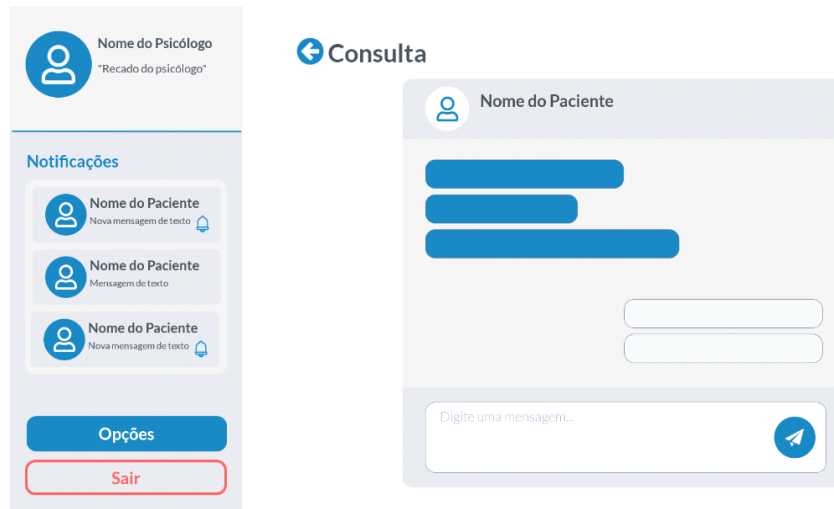 Nome do Psicólogo
"Recado do psicólogo"
Notificações
Nome do Paciente
Nova mensagem de texto
Nome do Paciente
Mensagem de texto
Nome do Paciente
Nova mensagem de texto
Opções
Sair
Consulta
Nome do Paciente
Digite uma mensagem...